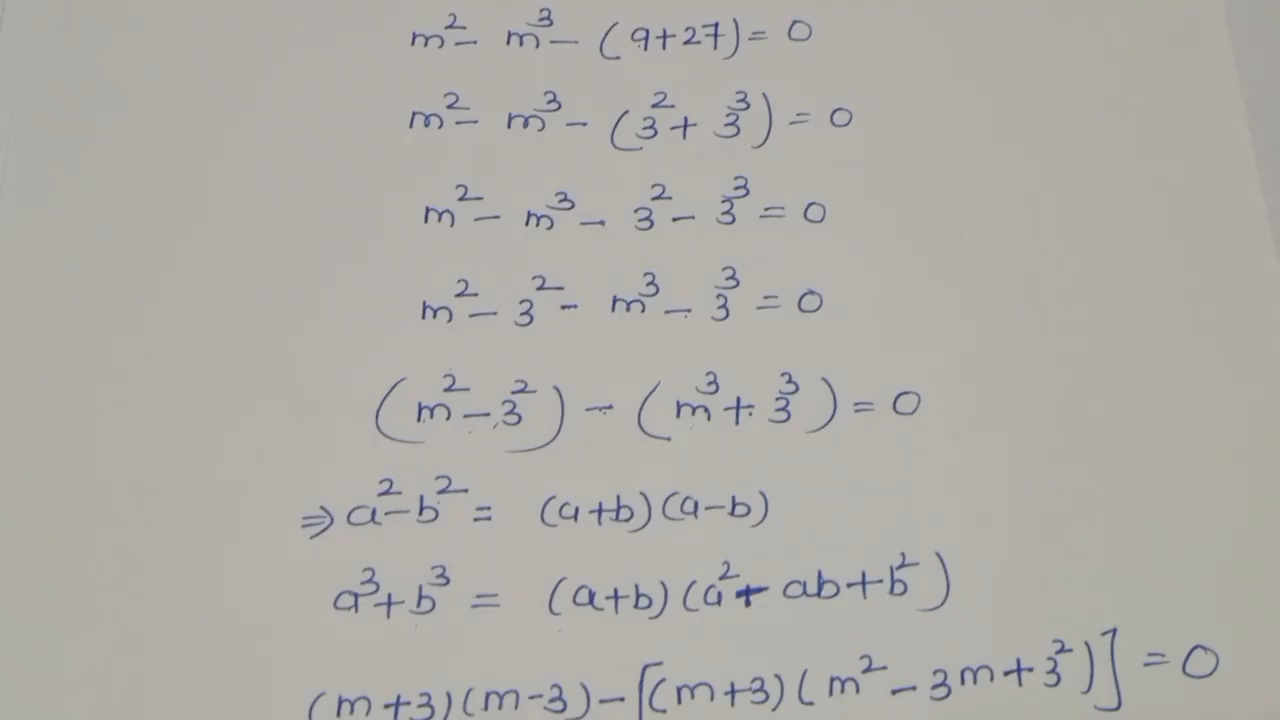 m² - m³ - (9+27) = 0
m² - m³ - (3² + 3³) = 0
m² - m³ - 3² - 3³ = 0
m² - 3² - m³ - 3³ = 0
(m² - 3²) - (m³ + 3³) = 0
⇒ a² - b² = (a+b)(a-b)
a³ + b³ = (a+b)(a² - ab + b²)
(m+3)(m-3) - [(m+3)(m² - 3m + 3²)] = 0